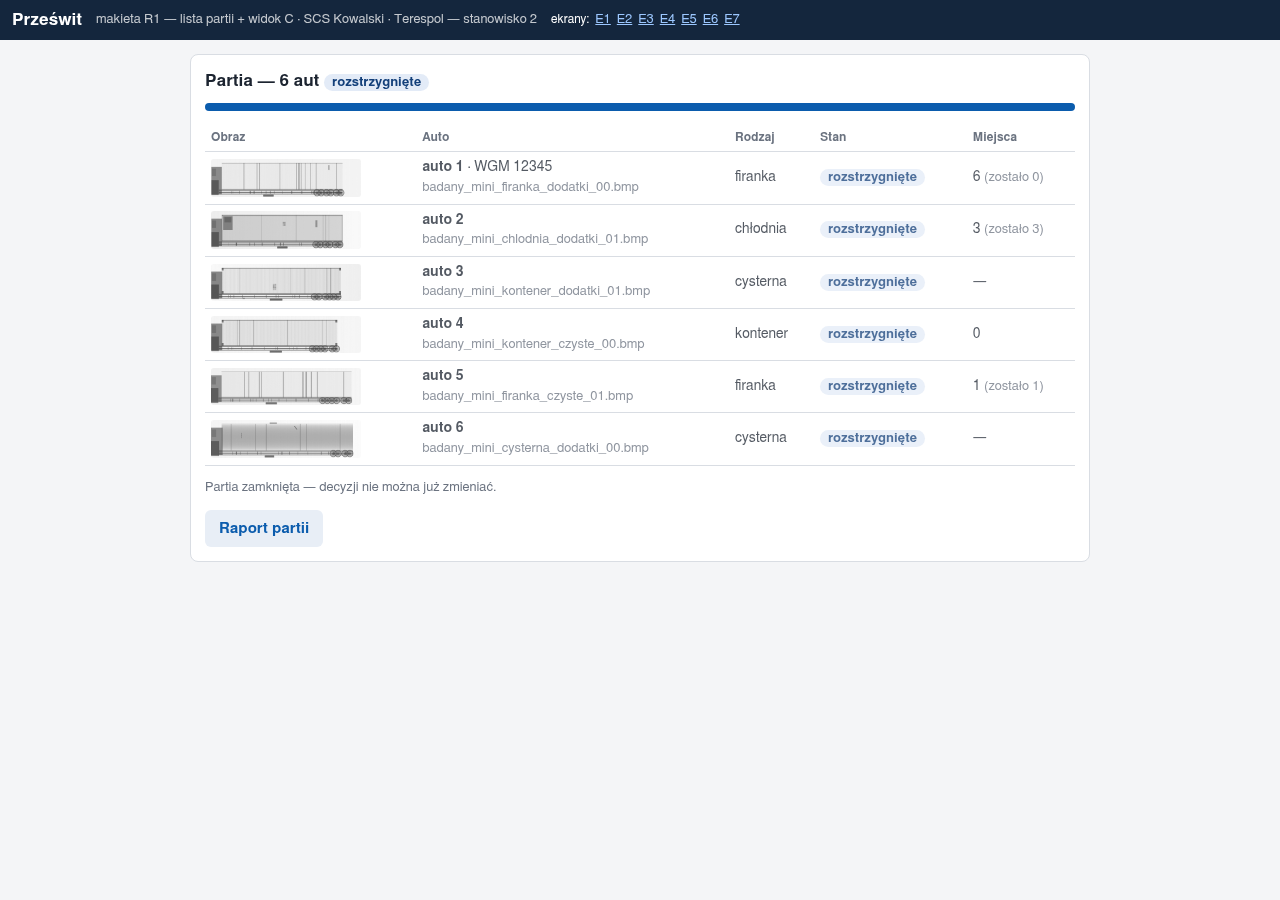 Prześwit makieta R1 — lista partii + widok C · SCS Kowalski · Terespol — stanowisko 2 ekrany: E1 E2 E3 E4 E5 E6 E7
Partia — 6 aut rozstrzygnięte
Obraz Auto Rodzaj Stan Miejsca
auto 1 · WGM 12345
badany_mini_firanka_dodatki_00.bmp
firanka rozstrzygnięte 6 (zostało 0)
auto 2
badany_mini_chlodnia_dodatki_01.bmp
chłodnia rozstrzygnięte 3 (zostało 3)
auto 3
badany_mini_kontener_dodatki_01.bmp
cysterna rozstrzygnięte —
auto 4
badany_mini_kontener_czyste_00.bmp
kontener rozstrzygnięte 0
auto 5
badany_mini_firanka_czyste_01.bmp
firanka rozstrzygnięte 1 (zostało 1)
auto 6
badany_mini_cysterna_dodatki_00.bmp
cysterna rozstrzygnięte —
Partia zamknięta — decyzji nie można już zmieniać.
Raport partii